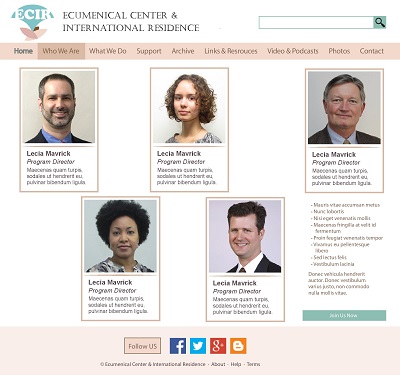 ECIR
ECUMENICAL CENTER &
INTERNATIONAL RESIDENCE
Home Who We Are What We Do Support Archive Links & Resrouces Video & Podcasts Photos Contact
Lecia Mavrick
Program Director
Maecenas quam turpis,
sodales ut hendrerit eu,
pulvinar bibendum ligula.
Lecia Mavrick
Program Director
Maecenas quam turpis,
sodales ut hendrerit eu,
pulvinar bibendum ligula.
Lecia Mavrick
Program Director
Maecenas quam turpis,
sodales ut hendrerit eu,
pulvinar bibendum ligula.
Lecia Mavrick
Program Director
Maecenas quam turpis,
sodales ut hendrerit eu,
pulvinar bibendum ligula.
Lecia Mavrick
Program Director
Maecenas quam turpis,
sodales ut hendrerit eu,
pulvinar bibendum ligula.
- Mauris vitae accumsan metus
- Nunc lobortis
- Nisi eget venenatis mollis
- Maecenas fringilla at velit id
fermentum
- Proin feugiat venenatis tempor
- Vivamus eu pellentesque
libero
- Sed lectus felis
- Vestibulum lacinia
Donec vehicula hendrerit
auctor. Donec vestibulum
varius justo, non commodo
nulla mollis vitae.
Join Us Now
Follow US
© Ecumenical Center & International Residence - About - Help - Terms